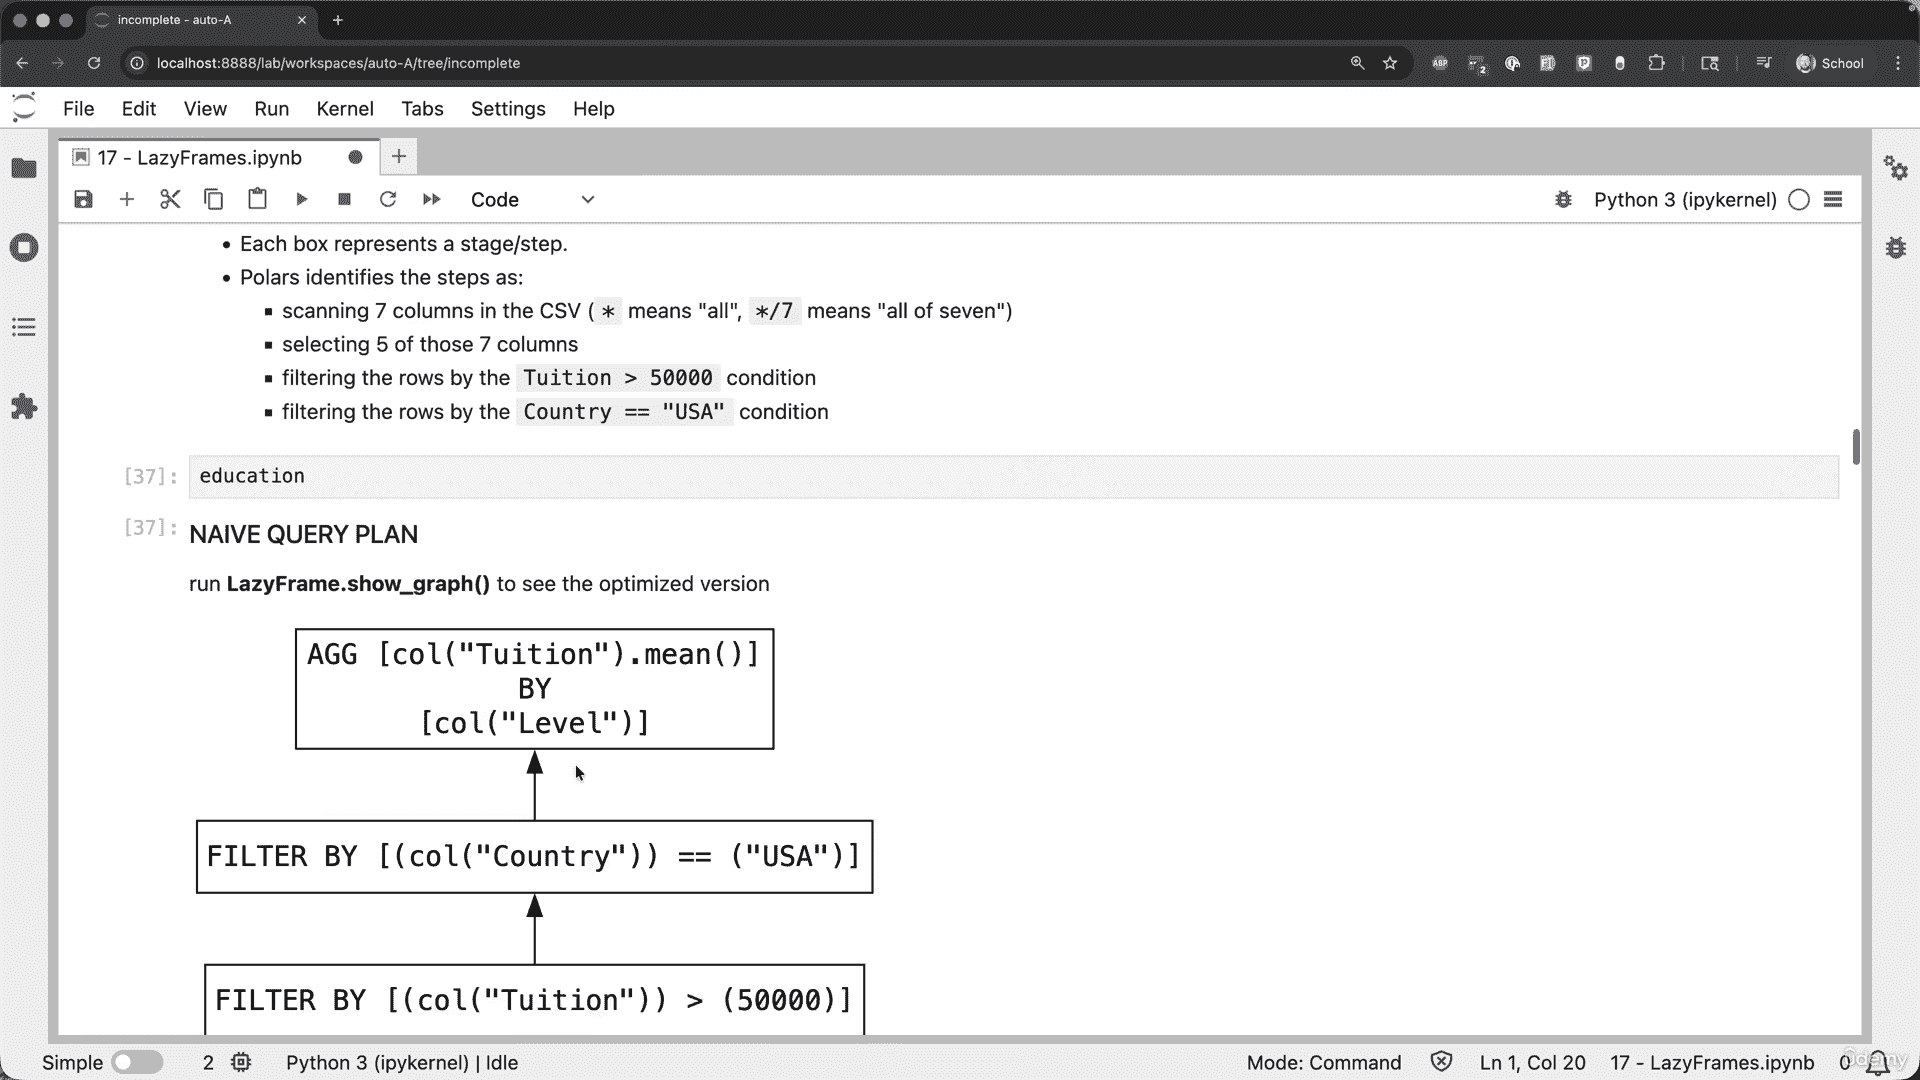 incomplete - auto-A
localhost:8888/lab/workspaces/auto-A/tree/incomplete
ABP
2
School
File Edit View Run Kernel Tabs Settings Help
17 - LazyFrames.ipynb
Code
Python 3 (ipykernel)
• Each box represents a stage/step.
• Polars identifies the steps as:
▪ scanning 7 columns in the CSV ( * means "all", */7 means "all of seven")
▪ selecting 5 of those 7 columns
▪ filtering the rows by the Tuition > 50000 condition
▪ filtering the rows by the Country == "USA" condition
[37]: education
[37]: NAIVE QUERY PLAN
run LazyFrame.show_graph() to see the optimized version
AGG [col("Tuition").mean()]
BY
[col("Level")]
FILTER BY [(col("Country")) == ("USA")]
FILTER BY [(col("Tuition")) > (50000)]
Simple 2 Python 3 (ipykernel) | Idle Mode: Command Ln 1, Col 20 17 - LazyFrames.ipynb 0
udemy